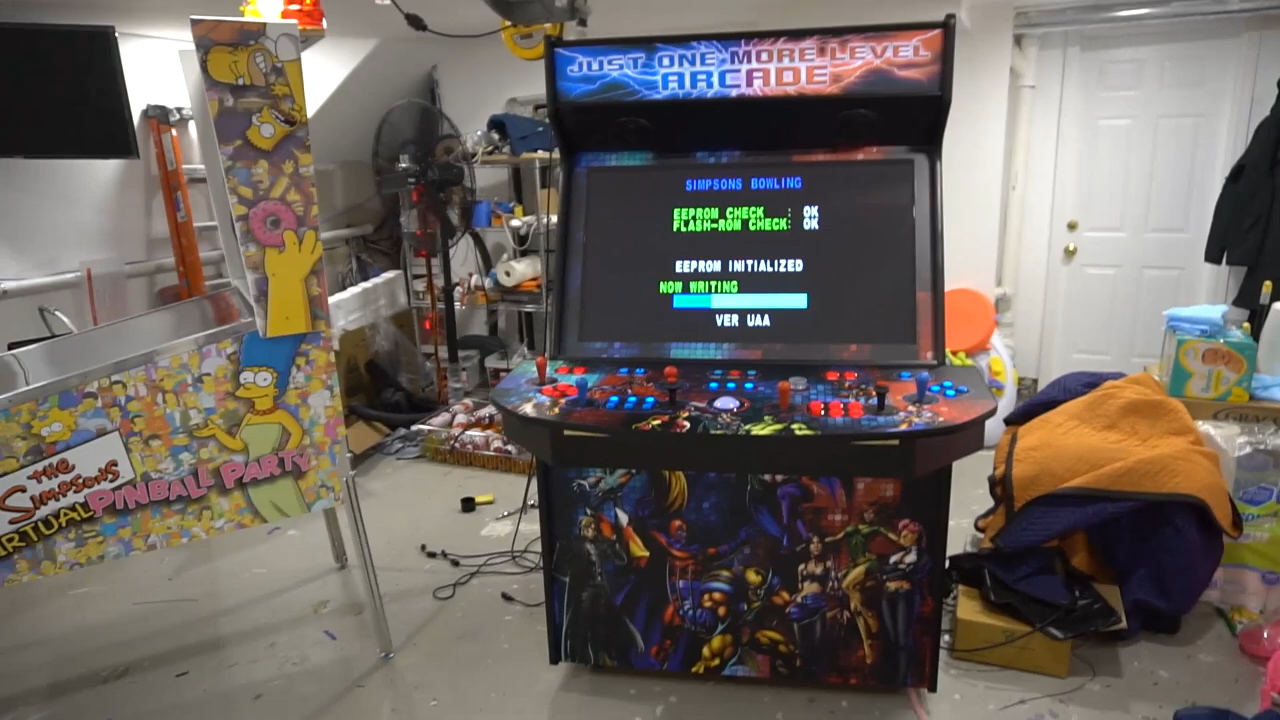 JUST ONE MORE LEVEL
ARCADE
SIMPSONS BOWLING
EEPROM CHECK : OK
FLASH-ROM CHECK: OK
EEPROM INITIALIZED
NOW WRITING
VER UAA
THE
SIMPSONS
PINBALL PARTY